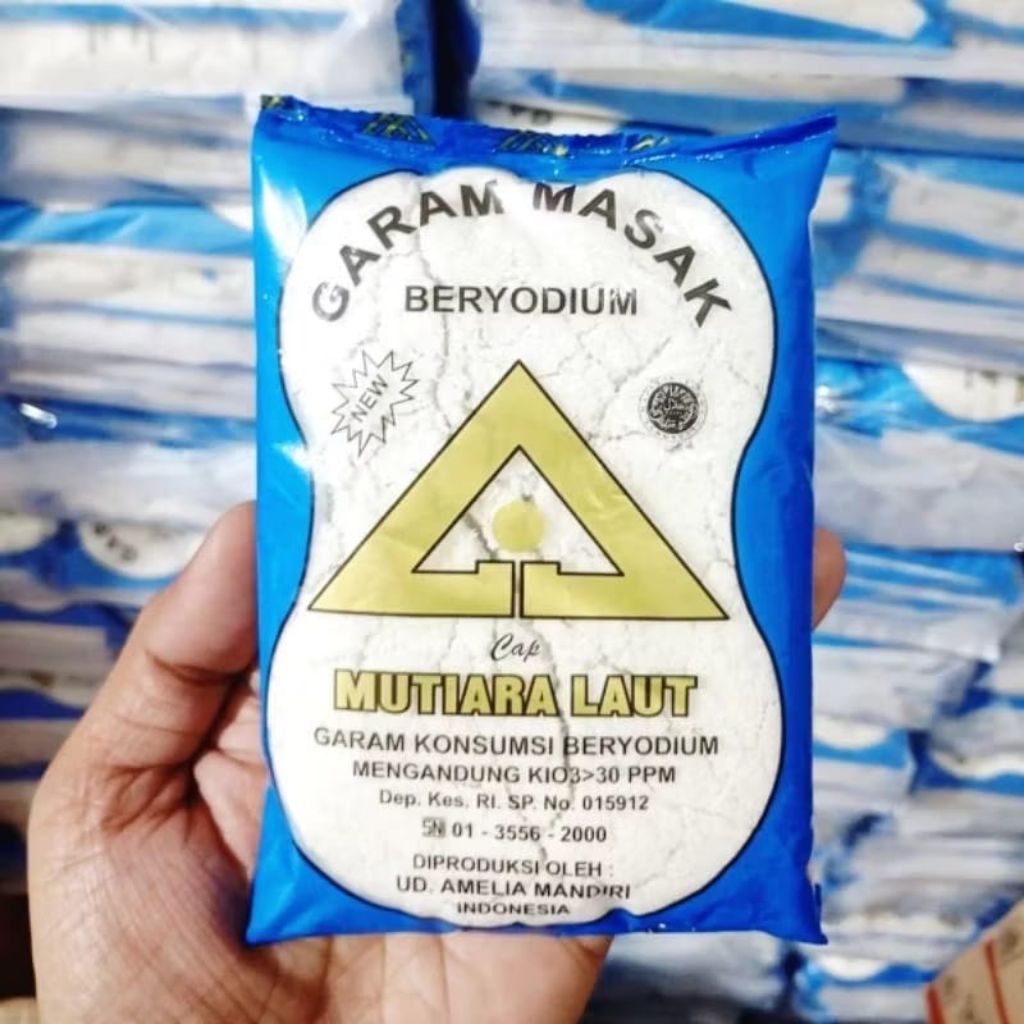 GARAM MASAK
BERYODIUM
NEW
Cap
MUTIARA LAUT
GARAM KONSUMSI BERYODIUM
MENGANDUNG KIO3>30 PPM
Dep. Kes. RI. SP. No. 015912
SNI 01 - 3556 - 2000
DIPRODUKSI OLEH :
UD. AMELIA MANDIRI
INDONESIA